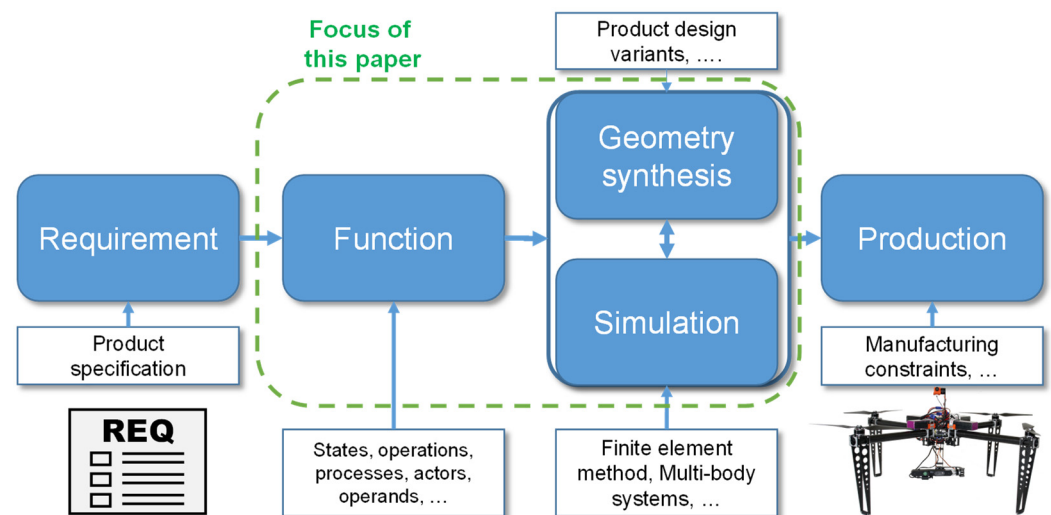 Focus of
this paper
Product design
variants, ….
Geometry
synthesis
Requirement
Function
Production
Simulation
Product
specification
Manufacturing
constraints, …
REQ
States, operations,
processes, actors,
operands, …
Finite element
method, Multi-body
systems, …